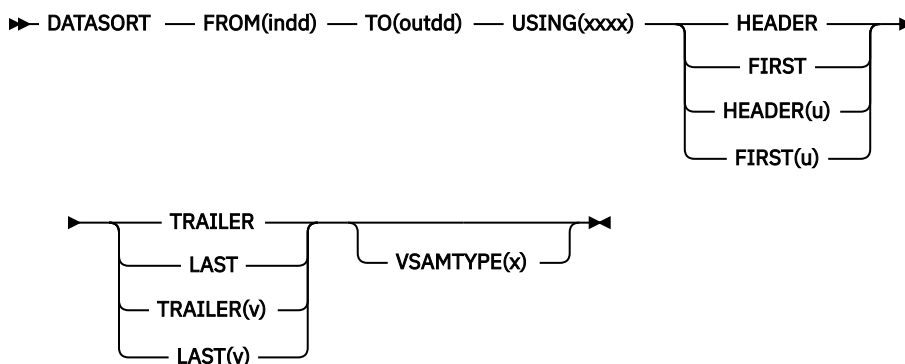 DATASORT FROM(indd) TO(outdd) USING(xxxx) HEADER
FIRST
HEADER(u)
FIRST(u)
TRAILER
LAST
VSAMTYPE(x)
TRAILER(v)
LAST(v)